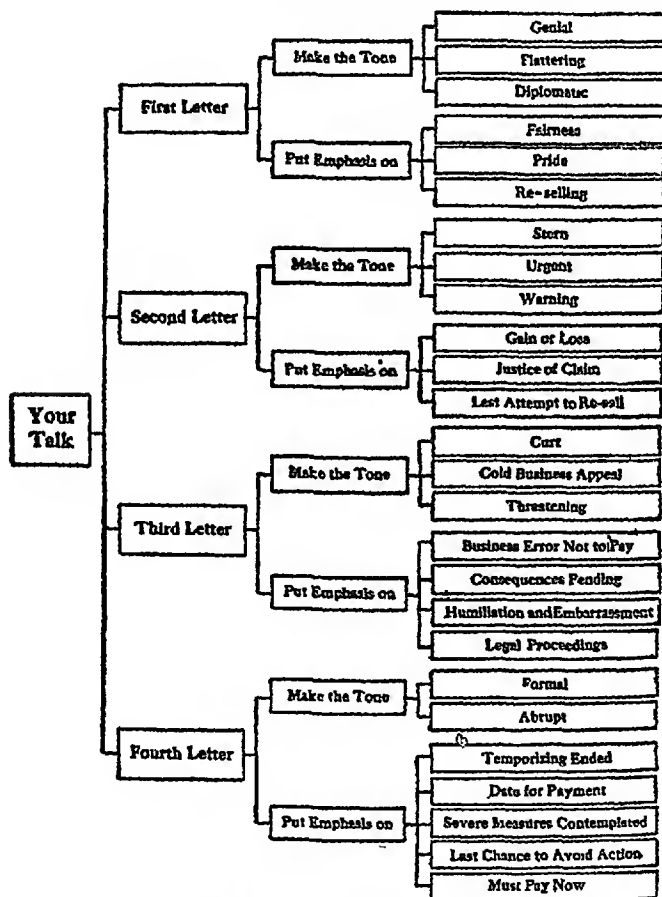 Your
Talk
First Letter
Make the Tone
Genial
Flattering
Diplomatic
Put Emphasis on
Fairness
Pride
Re-selling
Second Letter
Make the Tone
Stern
Urgent
Warning
Put Emphasis on
Gain or Loss
Justice of Claim
Last Attempt to Re-sell
Third Letter
Make the Tone
Curt
Cold Business Appeal
Threatening
Put Emphasis on
Business Error Not to Pay
Consequences Pending
Humiliation and Embarrassment
Legal Proceedings
Fourth Letter
Make the Tone
Formal
Abrupt
Put Emphasis on
Temporizing Ended
Date for Payment
Severe Measures Contemplated
Last Chance to Avoid Action
Must Pay Now